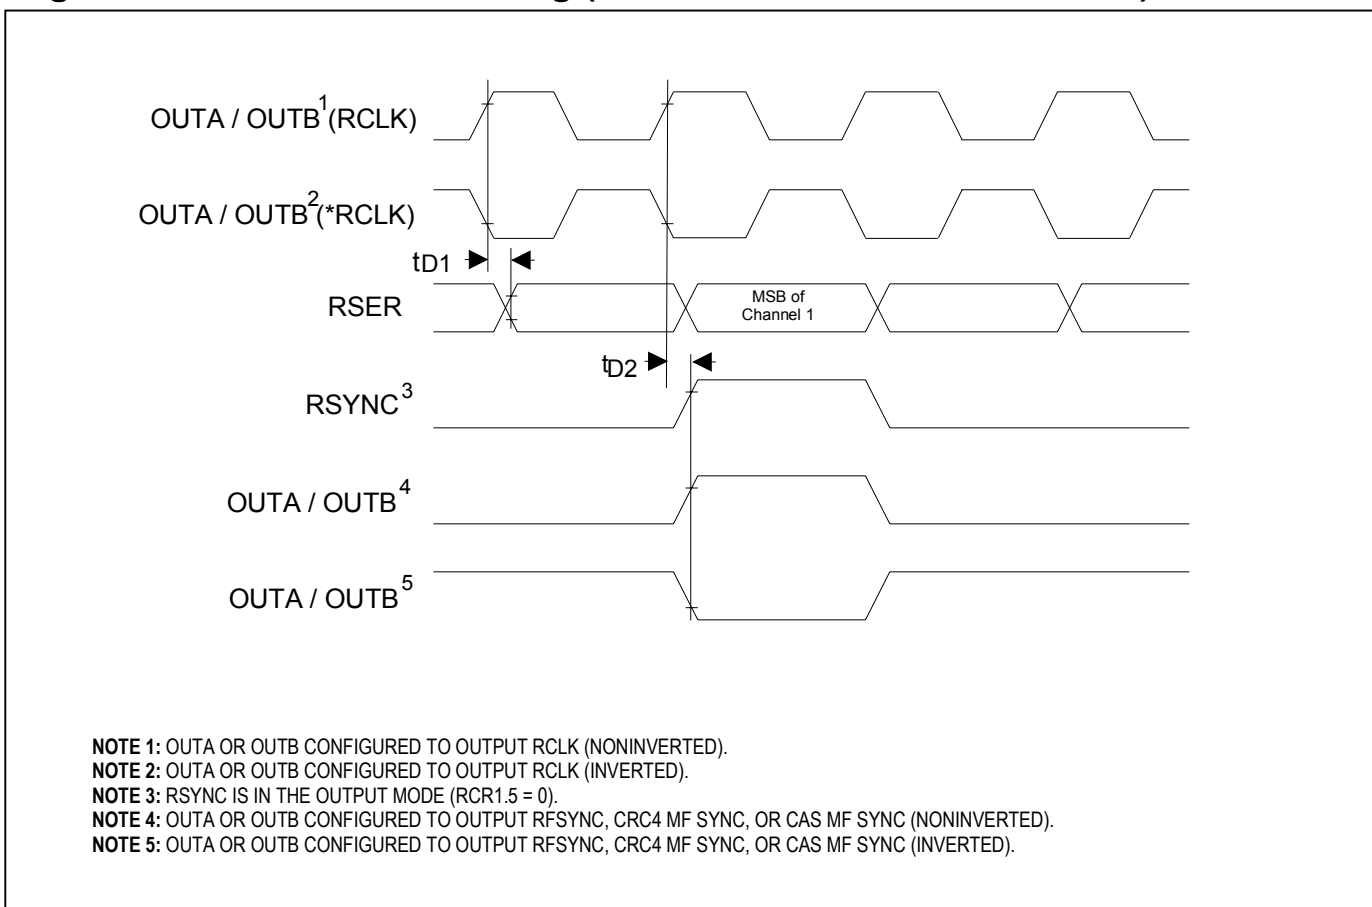 OUTA / OUTB1(RCLK)
OUTA / OUTB2(*RCLK)
tD1
RSER
MSB of
Channel 1
tD2
RSYNC3
OUTA / OUTB4
OUTA / OUTB5
NOTE 1: OUTA OR OUTB CONFIGURED TO OUTPUT RCLK (NONINVERTED).
NOTE 2: OUTA OR OUTB CONFIGURED TO OUTPUT RCLK (INVERTED).
NOTE 3: RSYNC IS IN THE OUTPUT MODE (RCR1.5 = 0).
NOTE 4: OUTA OR OUTB CONFIGURED TO OUTPUT RFSYNC, CRC4 MF SYNC, OR CAS MF SYNC (NONINVERTED).
NOTE 5: OUTA OR OUTB CONFIGURED TO OUTPUT RFSYNC, CRC4 MF SYNC, OR CAS MF SYNC (INVERTED).